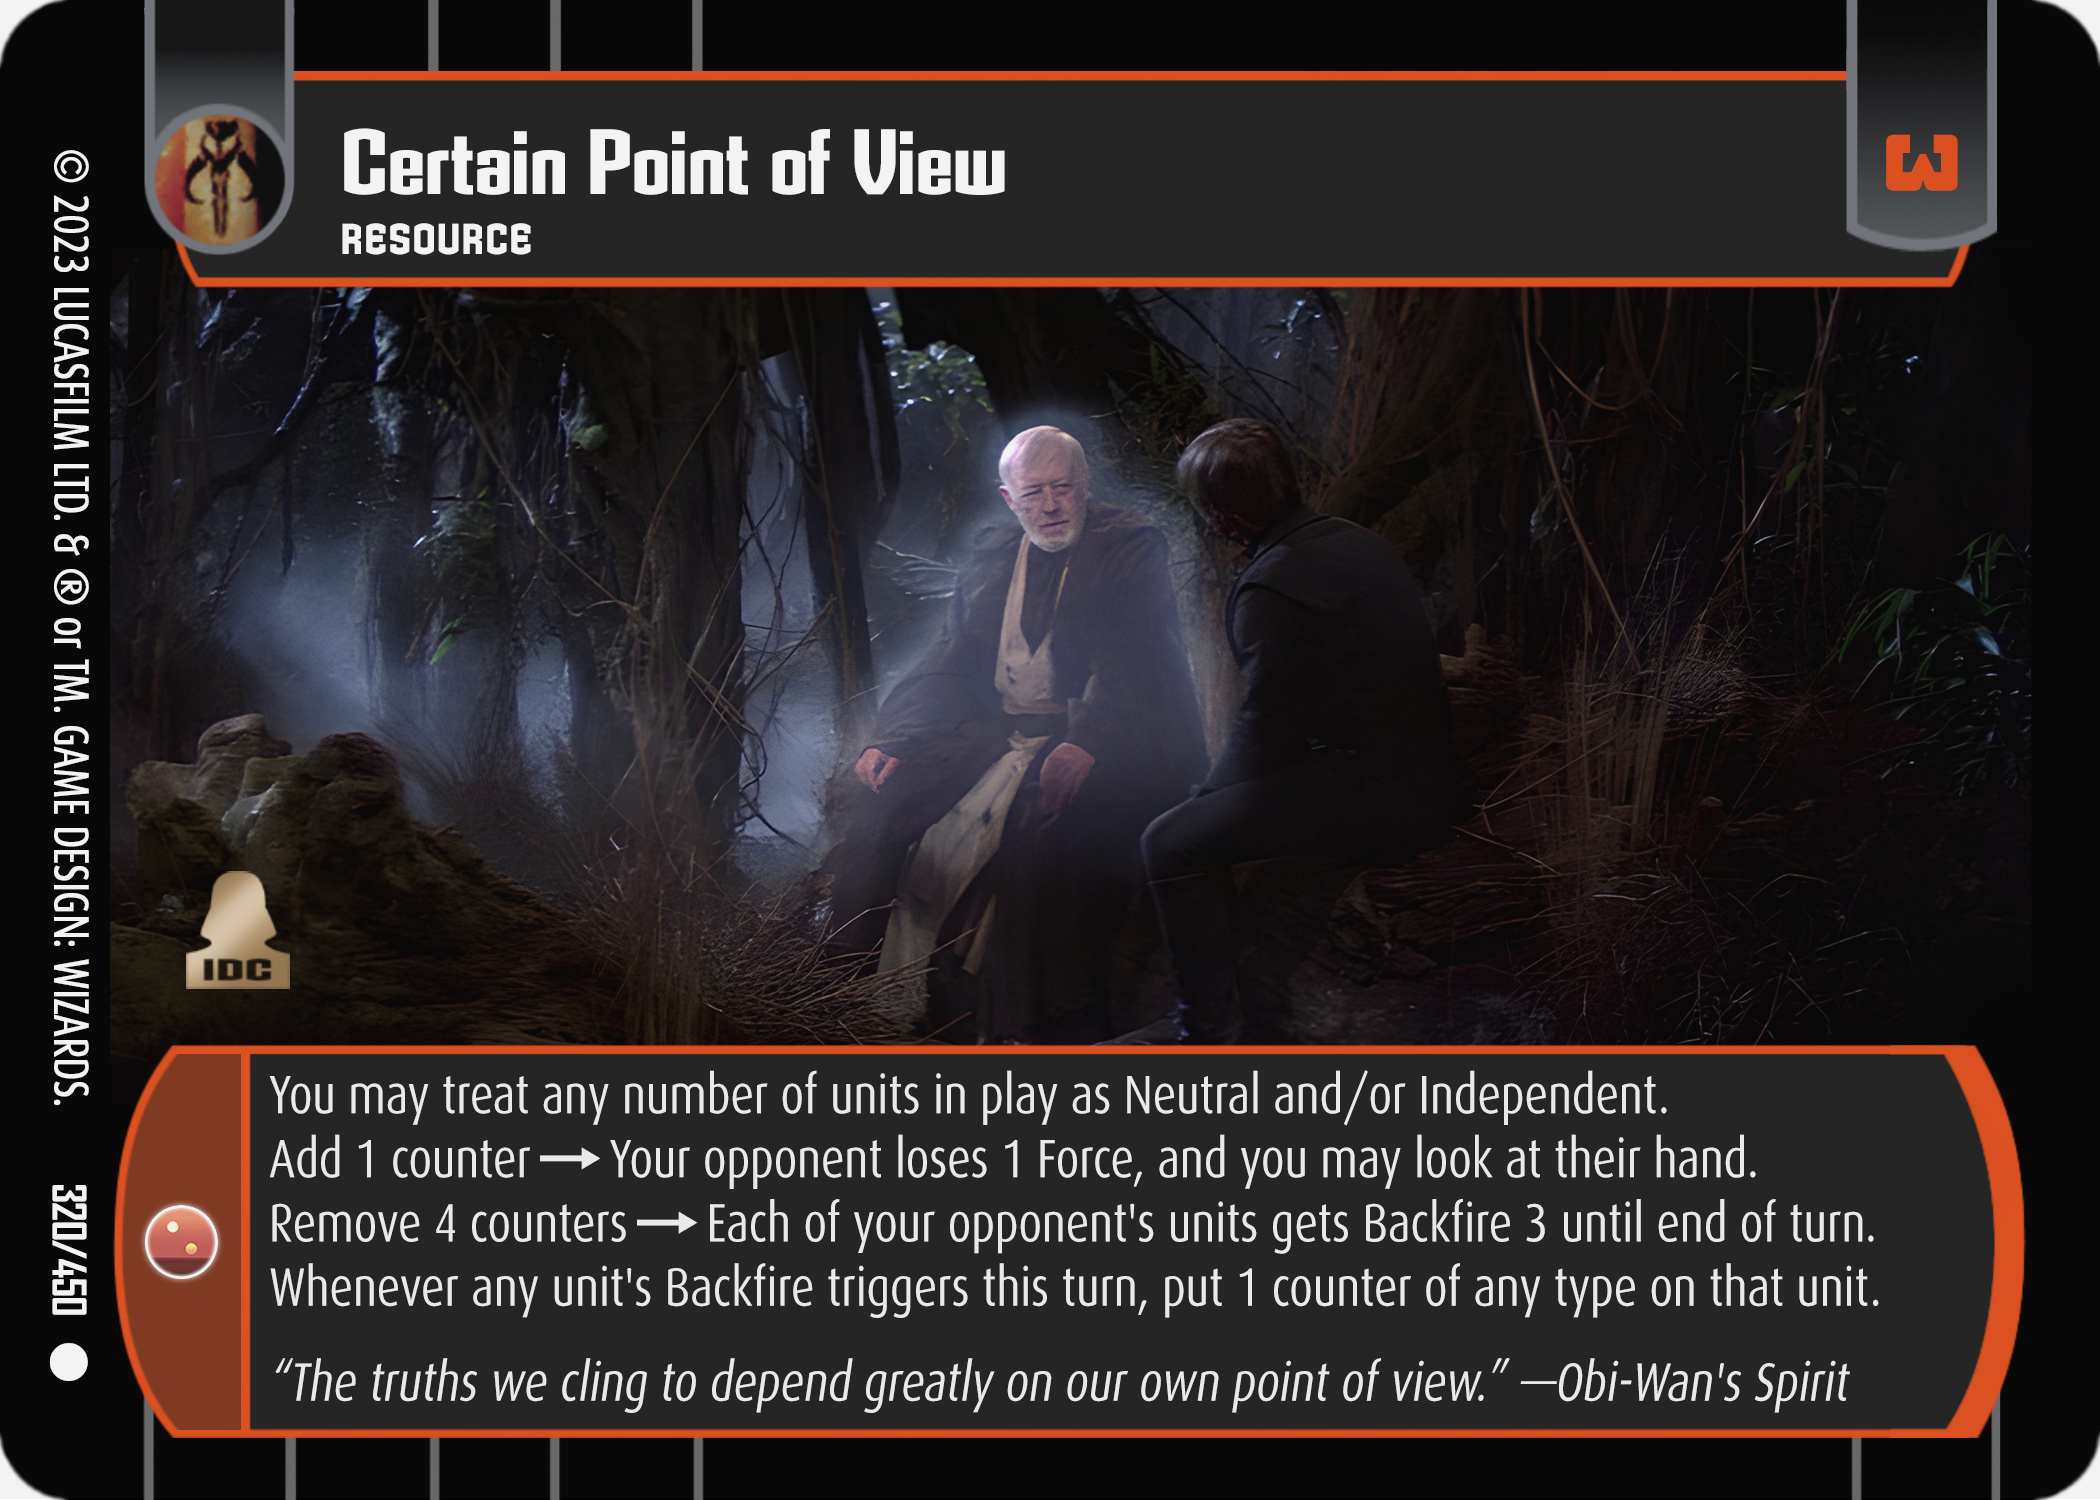 Certain Point of View
RESOURCE
3
© 2023 LUCASFILM LTD. & ® or TM. GAME DESIGN: WIZARDS.
320/450
IDC
You may treat any number of units in play as Neutral and/or Independent.
Add 1 counter → Your opponent loses 1 Force, and you may look at their hand.
Remove 4 counters → Each of your opponent's units gets Backfire 3 until end of turn.
Whenever any unit's Backfire triggers this turn, put 1 counter of any type on that unit.
“The truths we cling to depend greatly on our own point of view.” —Obi-Wan's Spirit